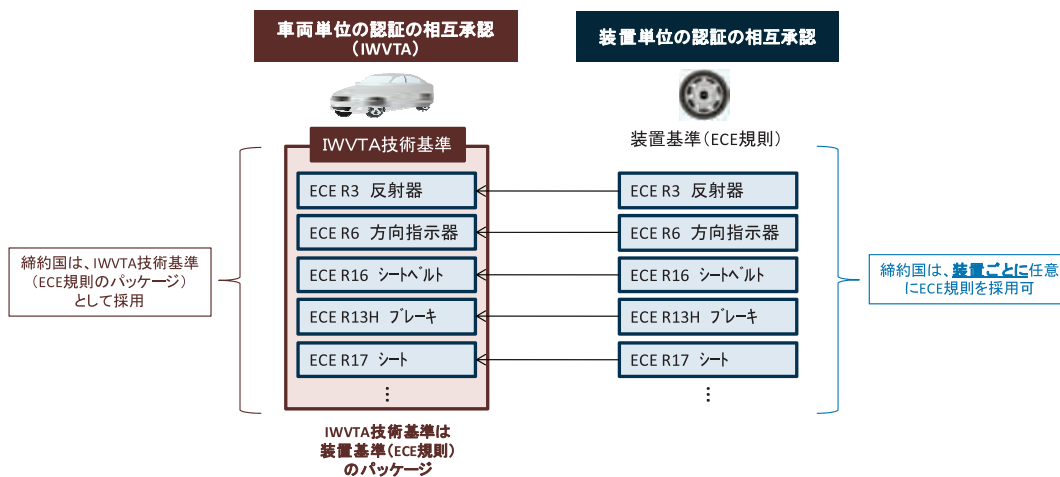 車両単位の認証の相互承認
（IWVTA）
装置単位の認証の相互承認
IWVTA技術基準
装置基準（ECE規則）
ECE R3 反射器
ECE R3 反射器
ECE R6 方向指示器
ECE R6 方向指示器
ECE R16 シートベルト
ECE R16 シートベルト
ECE R13H ブレーキ
ECE R13H ブレーキ
ECE R17 シート
ECE R17 シート
⋮
⋮
締約国は、IWVTA技術基準
（ECE規則のパッケージ）
として採用
締約国は、装置ごとに任意
にECE規則を採用可
IWVTA技術基準は
装置基準（ECE規則）
のパッケージ